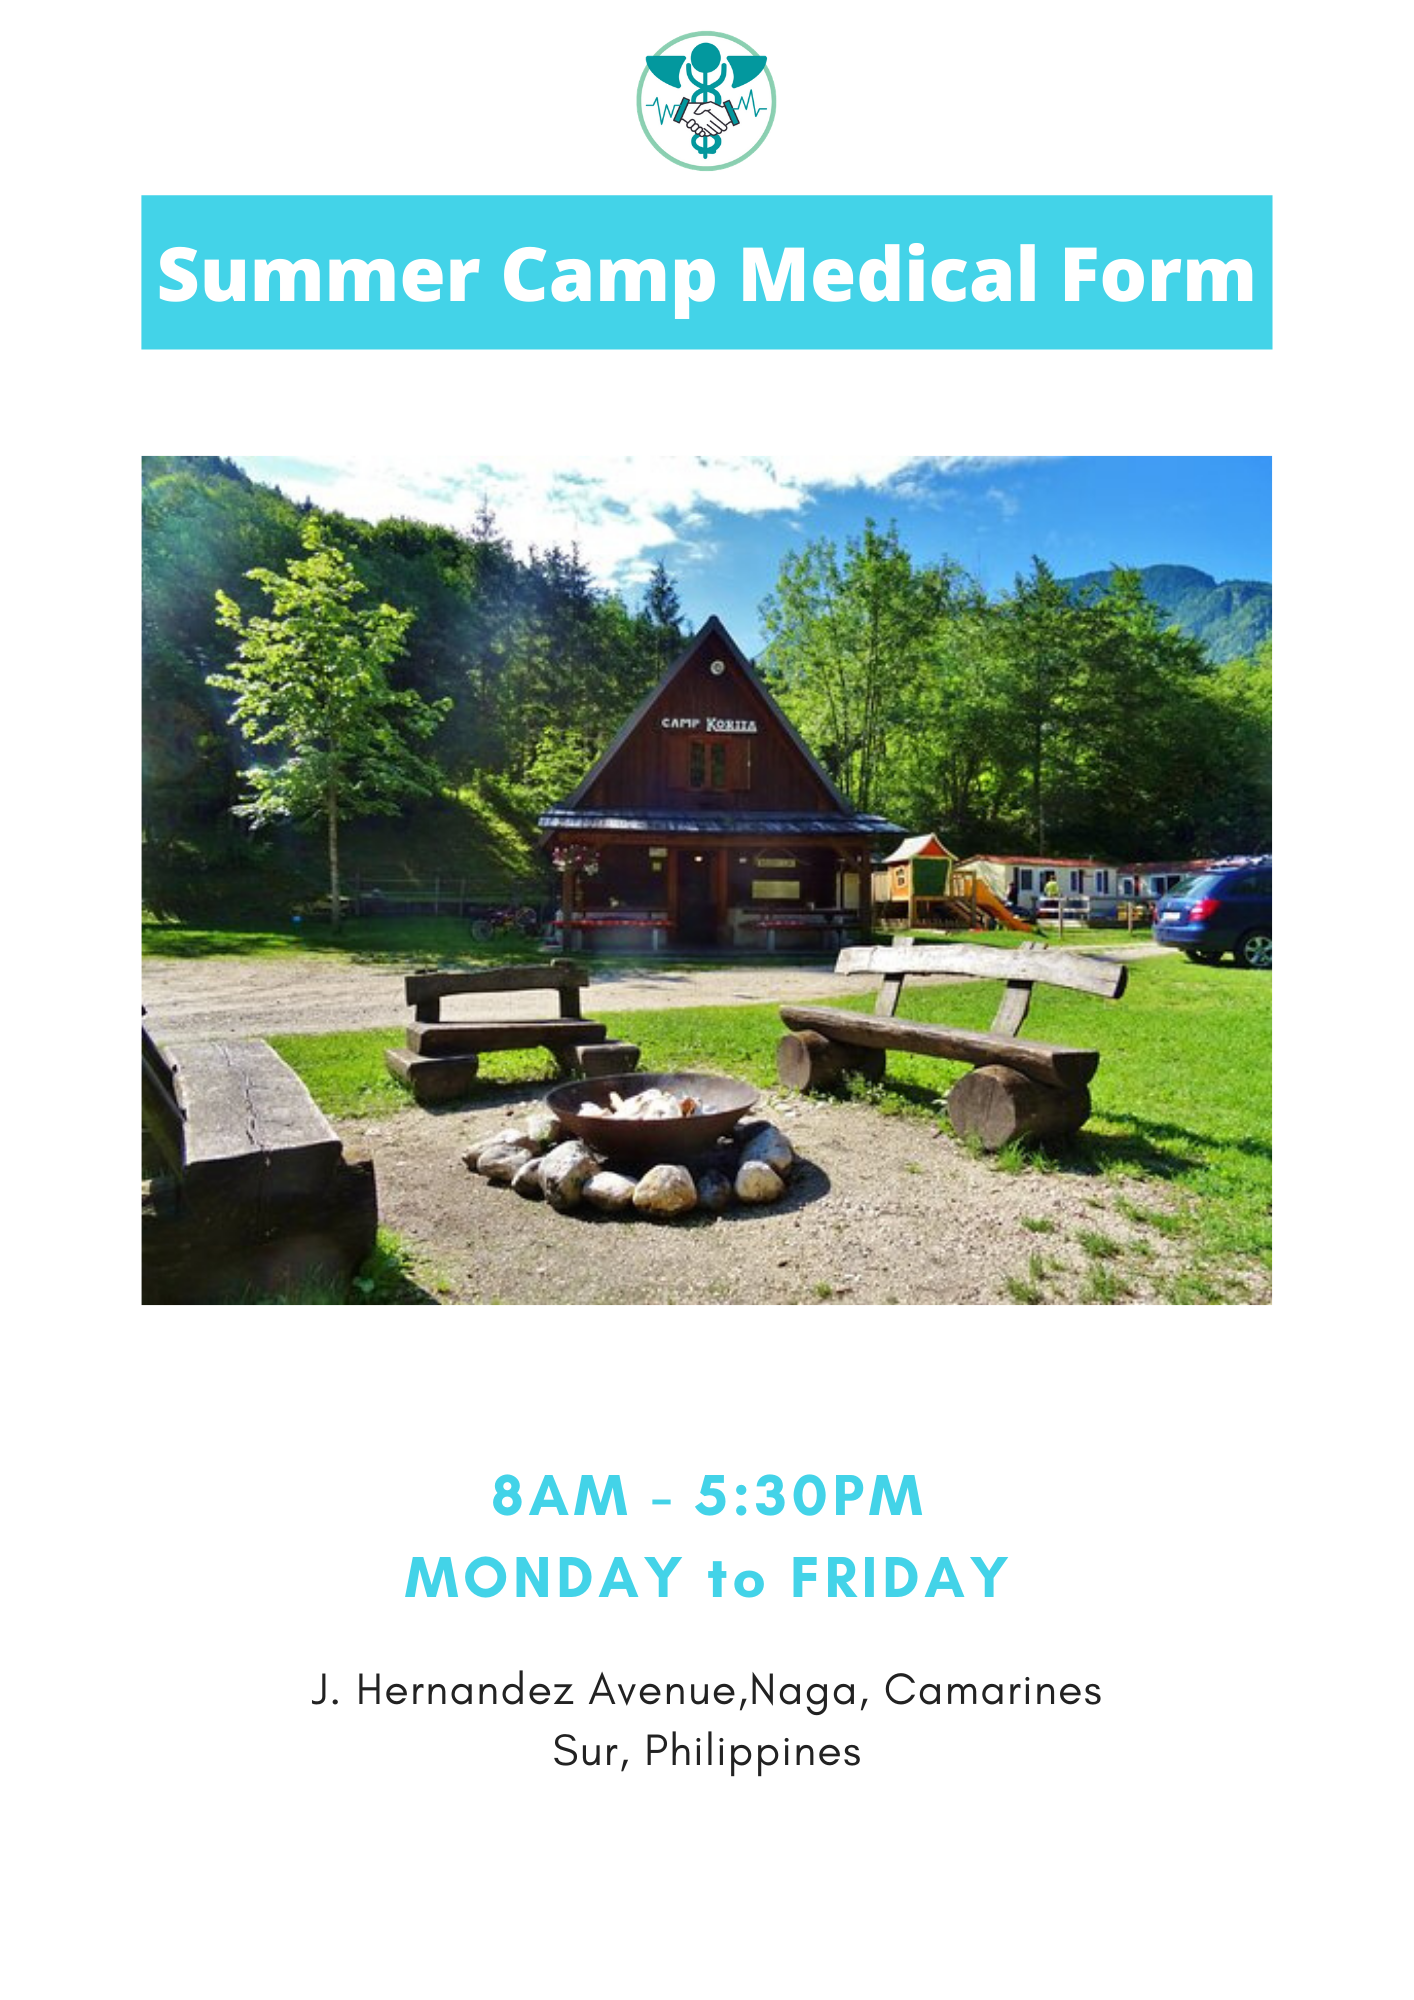 Summer Camp Medical Form
CAMP KORITA
8AM - 5:30PM
MONDAY to FRIDAY
J. Hernandez Avenue,Naga, Camarines
Sur, Philippines